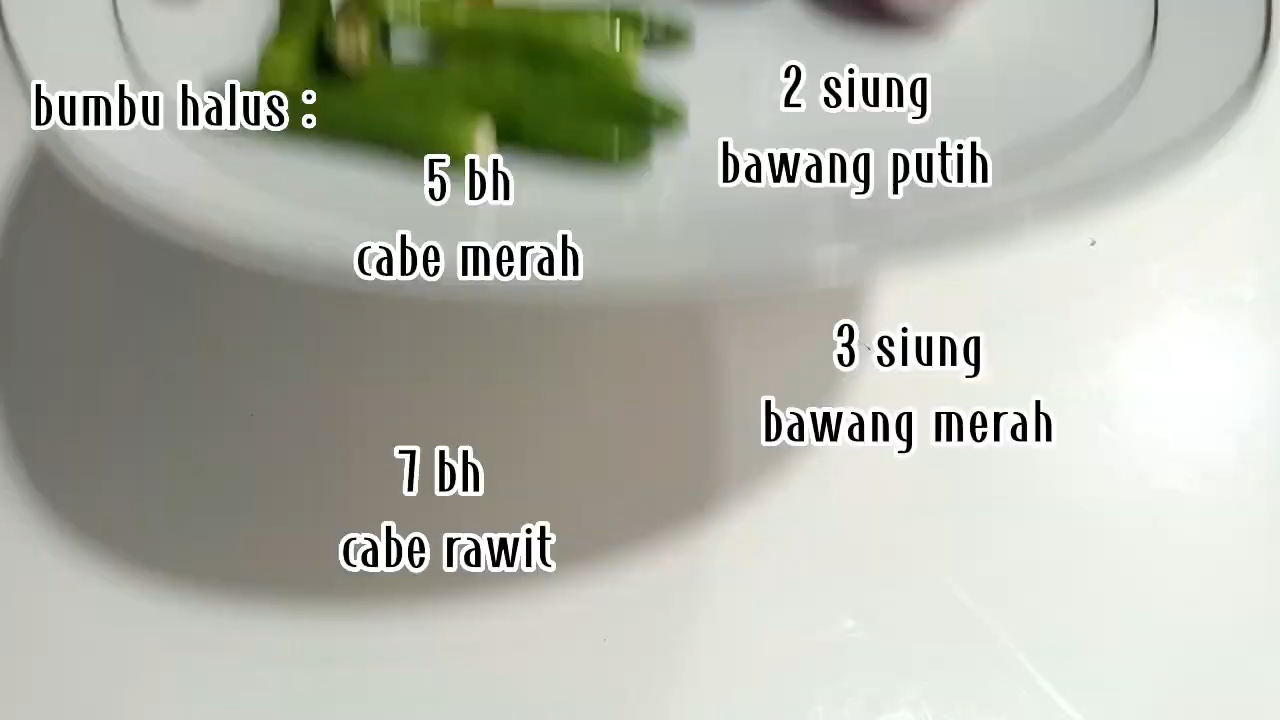 bumbu halus :
5 bh
cabe merah
7 bh
cabe rawit
2 siung
bawang putih
3 siung
bawang merah